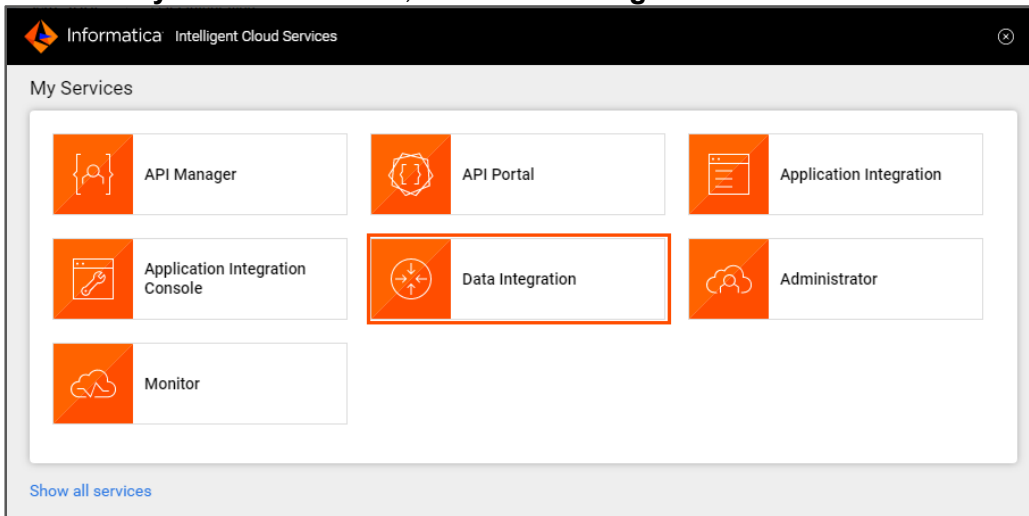 Informatica Intelligent Cloud Services
My Services
API Manager
API Portal
Application Integration
Application Integration
Console
Data Integration
Administrator
Monitor
Show all services